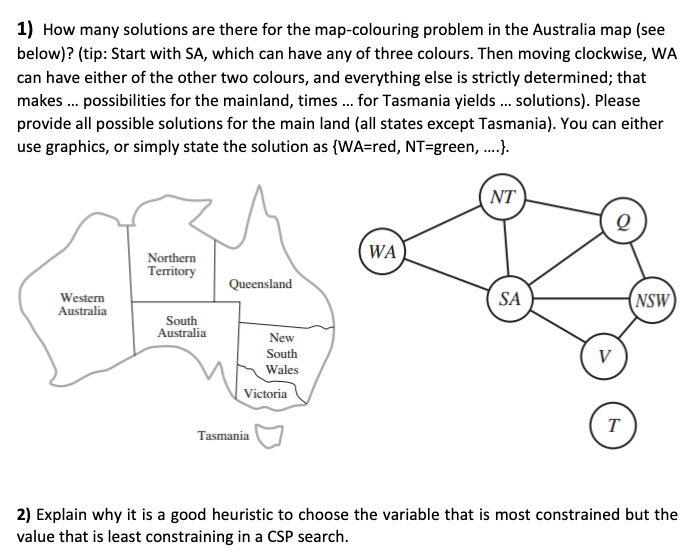 1) How many solutions are there for the map-colouring problem in the Australia map (see
below)? (tip: Start with SA, which can have any of three colours. Then moving clockwise, WA
can have either of the other two colours, and everything else is strictly determined; that
makes ... possibilities for the mainland, times ... for Tasmania yields ... solutions). Please
provide all possible solutions for the main land (all states except Tasmania). You can either
use graphics, or simply state the solution as {WA=red, NT=green, ....}.
Northern
Territory
Western
Australia
Queensland
South
Australia
New
South
Wales
Victoria
Tasmania
NT
Q
WA
SA
NSW
V
T
2) Explain why it is a good heuristic to choose the variable that is most constrained but the
value that is least constraining in a CSP search.